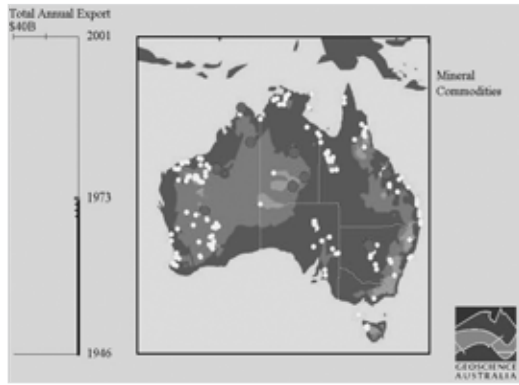 Total Annual Export
$40B
2001
Mineral
Commodities
1973
1946
GEOSCIENCE
AUSTRALIA